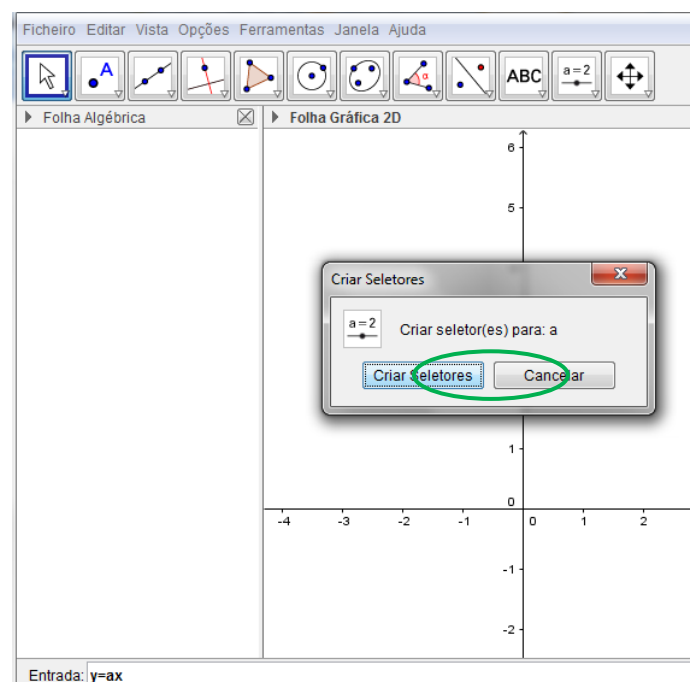 Ficheiro Editar Vista Opções Ferramentas Janela Ajuda
A α ABC a=2
Folha Algébrica Folha Gráfica 2D
6
5
Criar Seletores
a=2 Criar seletor(es) para: a
Criar Seletores Cancelar
1
0
-4 -3 -2 -1 0 1 2
-1
-2
Entrada: y=ax